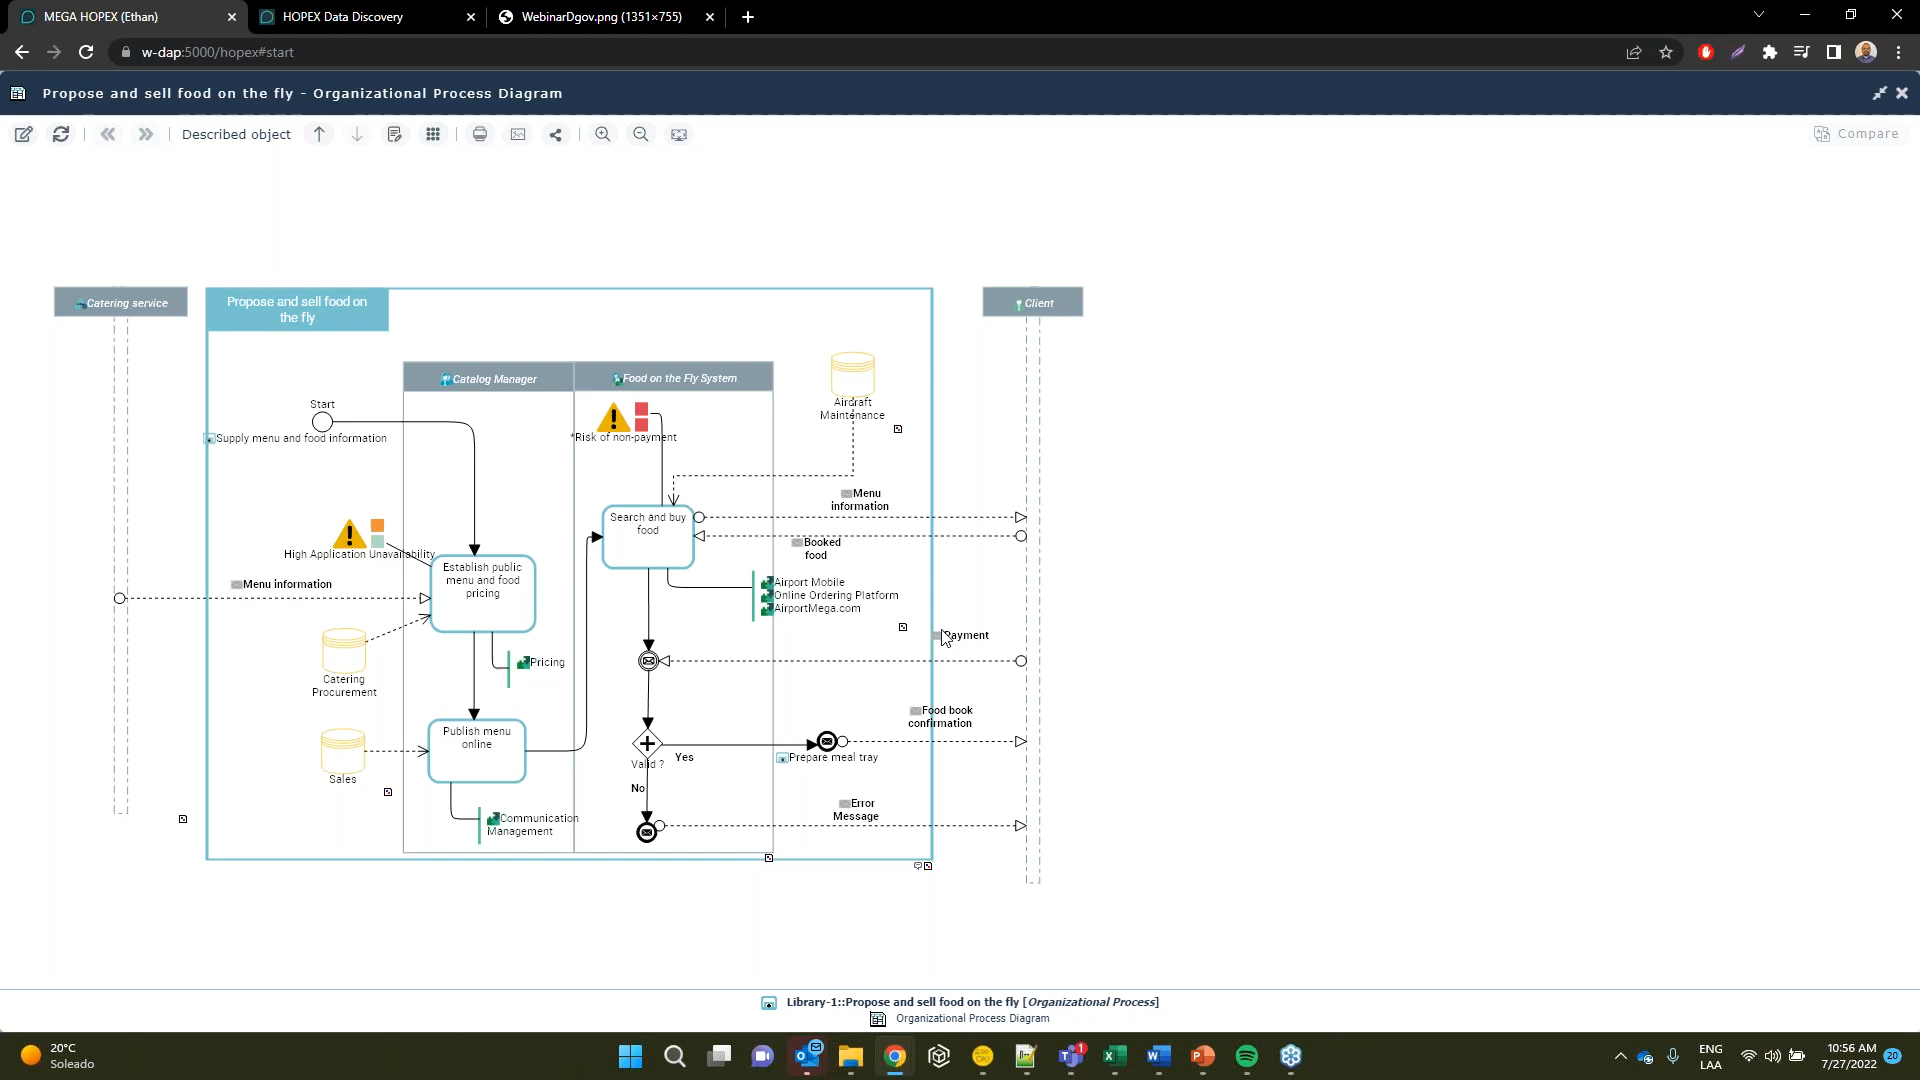 MEGA HOPEX (Ethan)
HOPEX Data Discovery
WebinarDgov.png (1351×755)
w-dap:5000/hopex#start
Propose and sell food on the fly - Organizational Process Diagram
Described object
Compare
Catering service
Propose and sell food on
the fly
Client
Catalog Manager
Food on the Fly System
Aircraft
Maintenance
Start
Supply menu and food information
*Risk of non-payment
Menu
information
Search and buy
food
Booked
food
High Application Unavailability
Establish public
menu and food
pricing
Menu information
Airport Mobile
Online Ordering Platform
AirportMega.com
Payment
Pricing
Catering
Procurement
Food book
confirmation
Publish menu
online
Yes
Valid ?
Prepare meal tray
Sales
No
Error
Message
Communication
Management
Library-1::Propose and sell food on the fly [Organizational Process]
Organizational Process Diagram
20°C
Soleado
1
ENG
LAA
10:56 AM
7/27/2022
20